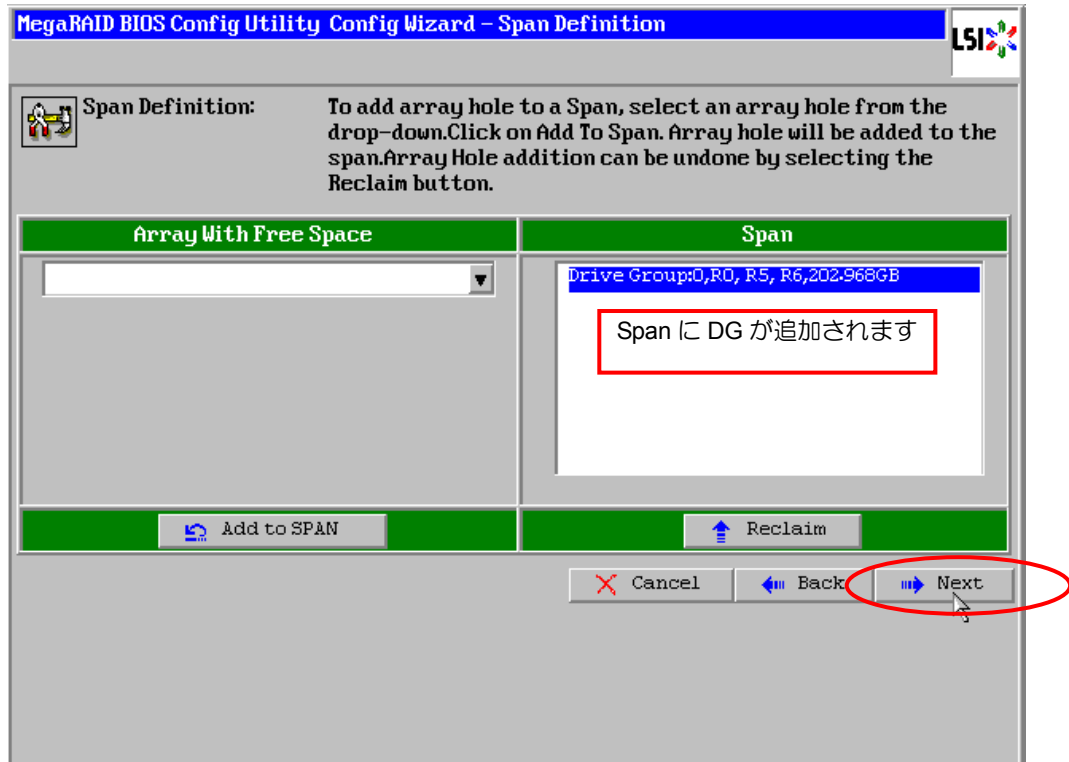 MegaRAID BIOS Config Utility Config Wizard – Span Definition
LSI
Span Definition:
To add array hole to a Span, select an array hole from the
drop-down.Click on Add To Span. Array hole will be added to the
span.Array Hole addition can be undone by selecting the
Reclaim button.
Array With Free Space
Span
Drive Group:0,R0, R5, R6,202.968GB
Span に DG が追加されます
Add to SPAN
Reclaim
Cancel
Back
Next